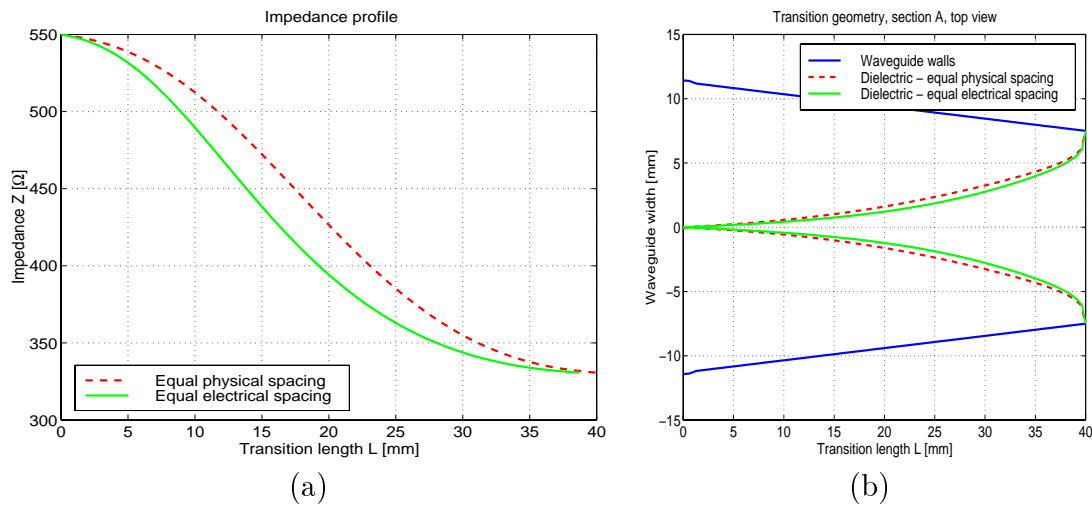 Impedance profile
550
500
450
400
350
300
Impedance Z [Ω]
Equal physical spacing
Equal electrical spacing
0 5 10 15 20 25 30 35 40
Transition length L [mm]
(a)
Transition geometry, section A, top view
15
10
5
0
−5
−10
−15
Waveguide width [mm]
Waveguide walls
Dielectric − equal physical spacing
Dielectric − equal electrical spacing
0 5 10 15 20 25 30 35 40
Transition length L [mm]
(b)